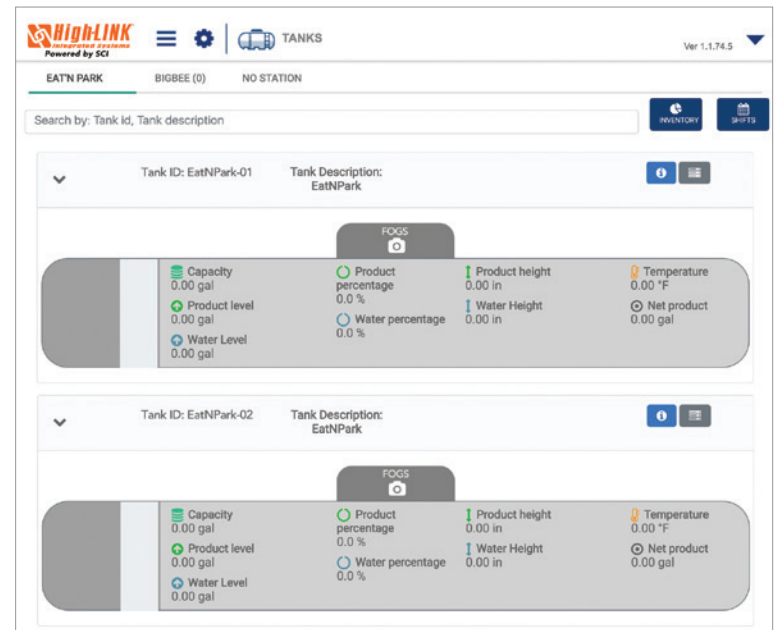 HighLINK
Integrated Systems
Powered by SCI
TANKS
Ver 1.1.74.5
EAT'N PARK
BIGBEE (0)
NO STATION
Search by: Tank id, Tank description
INVENTORY
SHIFTS
Tank ID: EatNPark-01
Tank Description:
EatNPark
FOGS
Capacity
0.00 gal
Product level
0.00 gal
Water Level
0.00 gal
Product
percentage
0.0 %
Water percentage
0.0 %
Product height
0.00 in
Water Height
0.00 in
Temperature
0.00 °F
Net product
0.00 gal
Tank ID: EatNPark-02
Tank Description:
EatNPark
FOGS
Capacity
0.00 gal
Product level
0.00 gal
Water Level
0.00 gal
Product
percentage
0.0 %
Water percentage
0.0 %
Product height
0.00 in
Water Height
0.00 in
Temperature
0.00 °F
Net product
0.00 gal